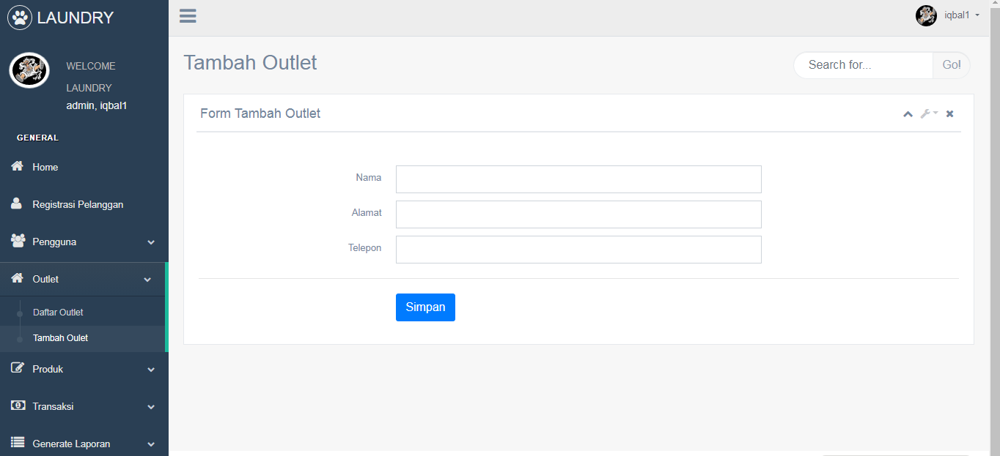 LAUNDRY
WELCOME
LAUNDRY
admin, iqbal1
GENERAL
Home
Registrasi Pelanggan
Pengguna
Outlet
Daftar Outlet
Tambah Oulet
Produk
Transaksi
Generate Laporan
iqbal1
Tambah Outlet
Search for...
Go!
Form Tambah Outlet
Nama
Alamat
Telepon
Simpan